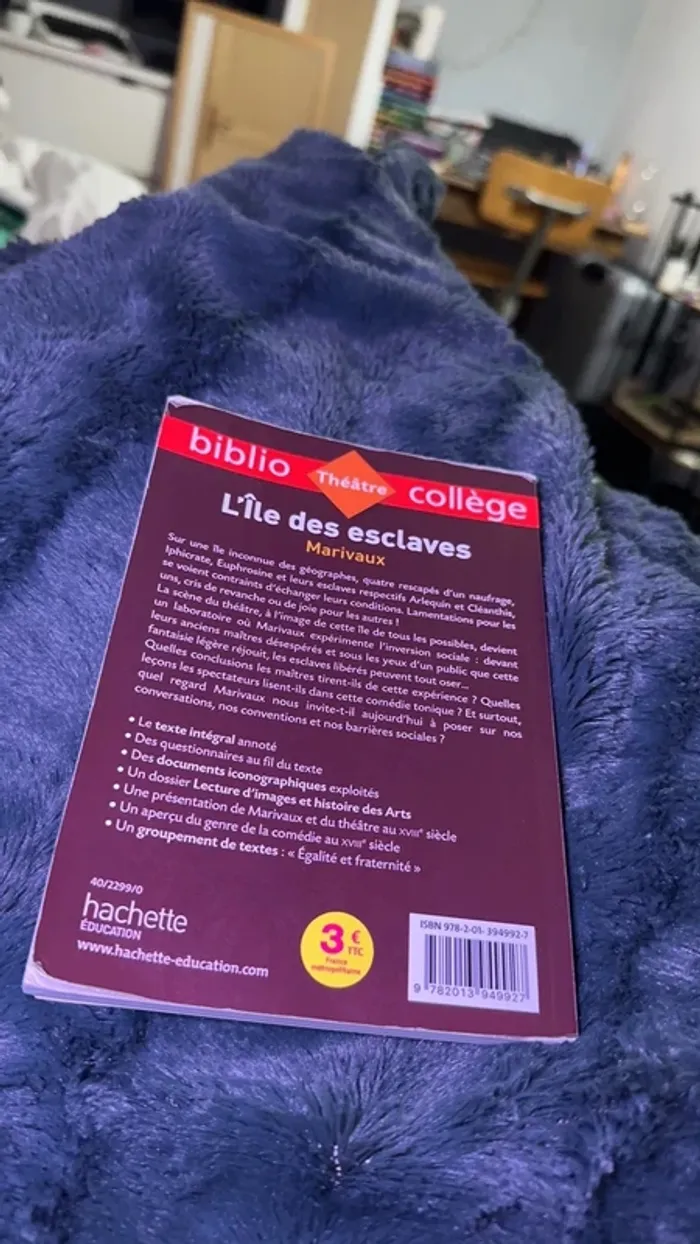 biblio Théâtre collège
L'Île des esclaves
Marivaux
Sur une île inconnue des géographes, quatre rescapés d'un naufrage,
Iphicrate, Euphrosine et leurs esclaves respectifs Arlequin et Cléanthis,
se voient contraints d'échanger leurs conditions. Lamentations pour les
uns, cris de revanche ou de joie pour les autres !
La scène du théâtre, à l'image de cette île de tous les possibles, devient
un laboratoire où Marivaux expérimente l'inversion sociale : devant
leurs anciens maîtres désespérés et sous les yeux d'un public que cette
fantaisie légère réjouit, les esclaves libérés peuvent tout oser...
Quelles conclusions les maîtres tirent-ils de cette expérience ? Quelles
leçons les spectateurs lisent-ils dans cette comédie tonique ? Et surtout,
quel regard Marivaux nous invite-t-il aujourd'hui à poser sur nos
conversations, nos conventions et nos barrières sociales ?
• Le texte intégral annoté
• Des questionnaires au fil du texte
• Des documents iconographiques exploités
• Un dossier Lecture d'images et histoire des Arts
• Une présentation de Marivaux et du théâtre au XVIIIe siècle
• Un aperçu du genre de la comédie au XVIIIe siècle
• Un groupement de textes : « Égalité et fraternité »
40/2299/0
hachette
ÉDUCATION
www.hachette-education.com
3 €
TTC
France
métropolitaine
ISBN 978-2-01-394992-7
9 782013 949927